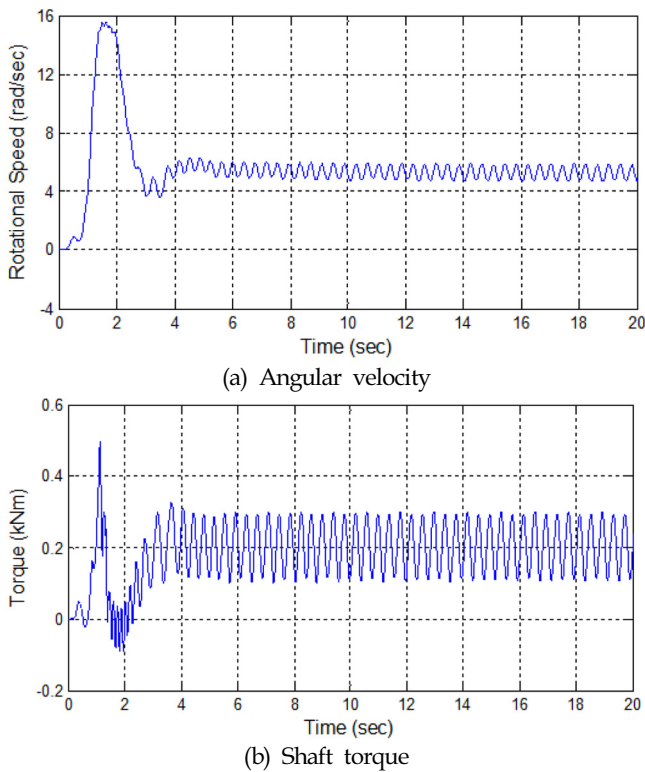 16
12
8
4
0
-4
Rotational Speed (rad/sec)
0 2 4 6 8 10 12 14 16 18 20
Time (sec)
(a) Angular velocity
0.6
0.4
0.2
0
-0.2
Torque (kNm)
0 2 4 6 8 10 12 14 16 18 20
Time (sec)
(b) Shaft torque